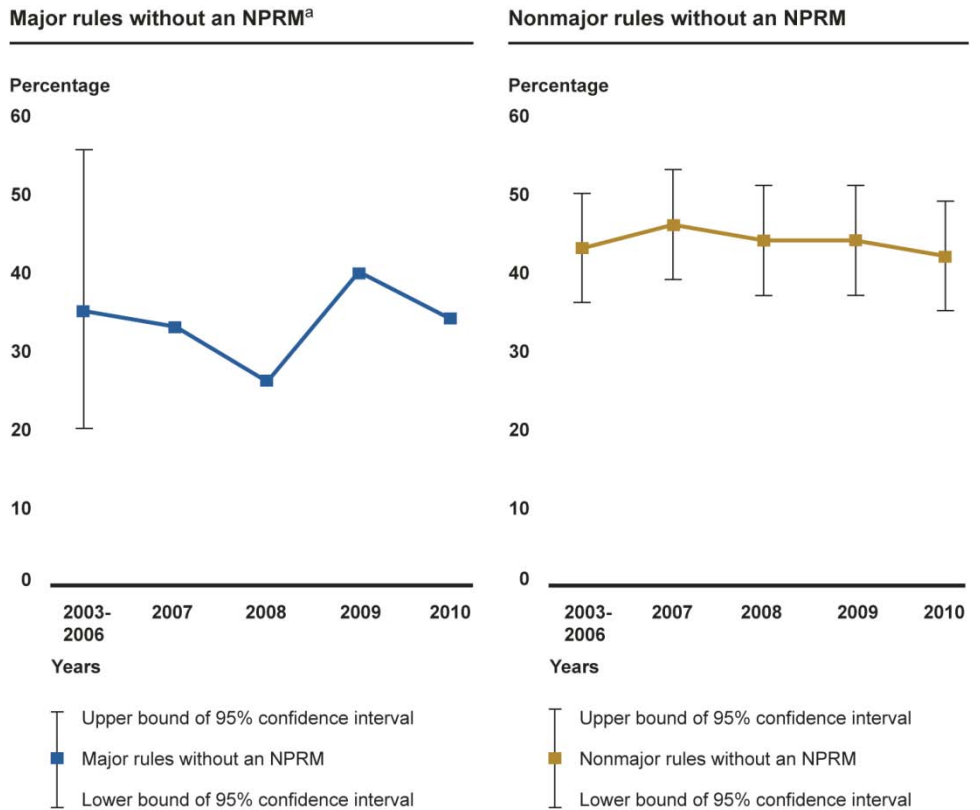 Major rules without an NPRMᵃ
Percentage
60
50
40
30
20
10
0
2003-
2006
2007
2008
2009
2010
Years
Upper bound of 95% confidence interval
Major rules without an NPRM
Lower bound of 95% confidence interval
Nonmajor rules without an NPRM
Percentage
60
50
40
30
20
10
0
2003-
2006
2007
2008
2009
2010
Years
Upper bound of 95% confidence interval
Nonmajor rules without an NPRM
Lower bound of 95% confidence interval